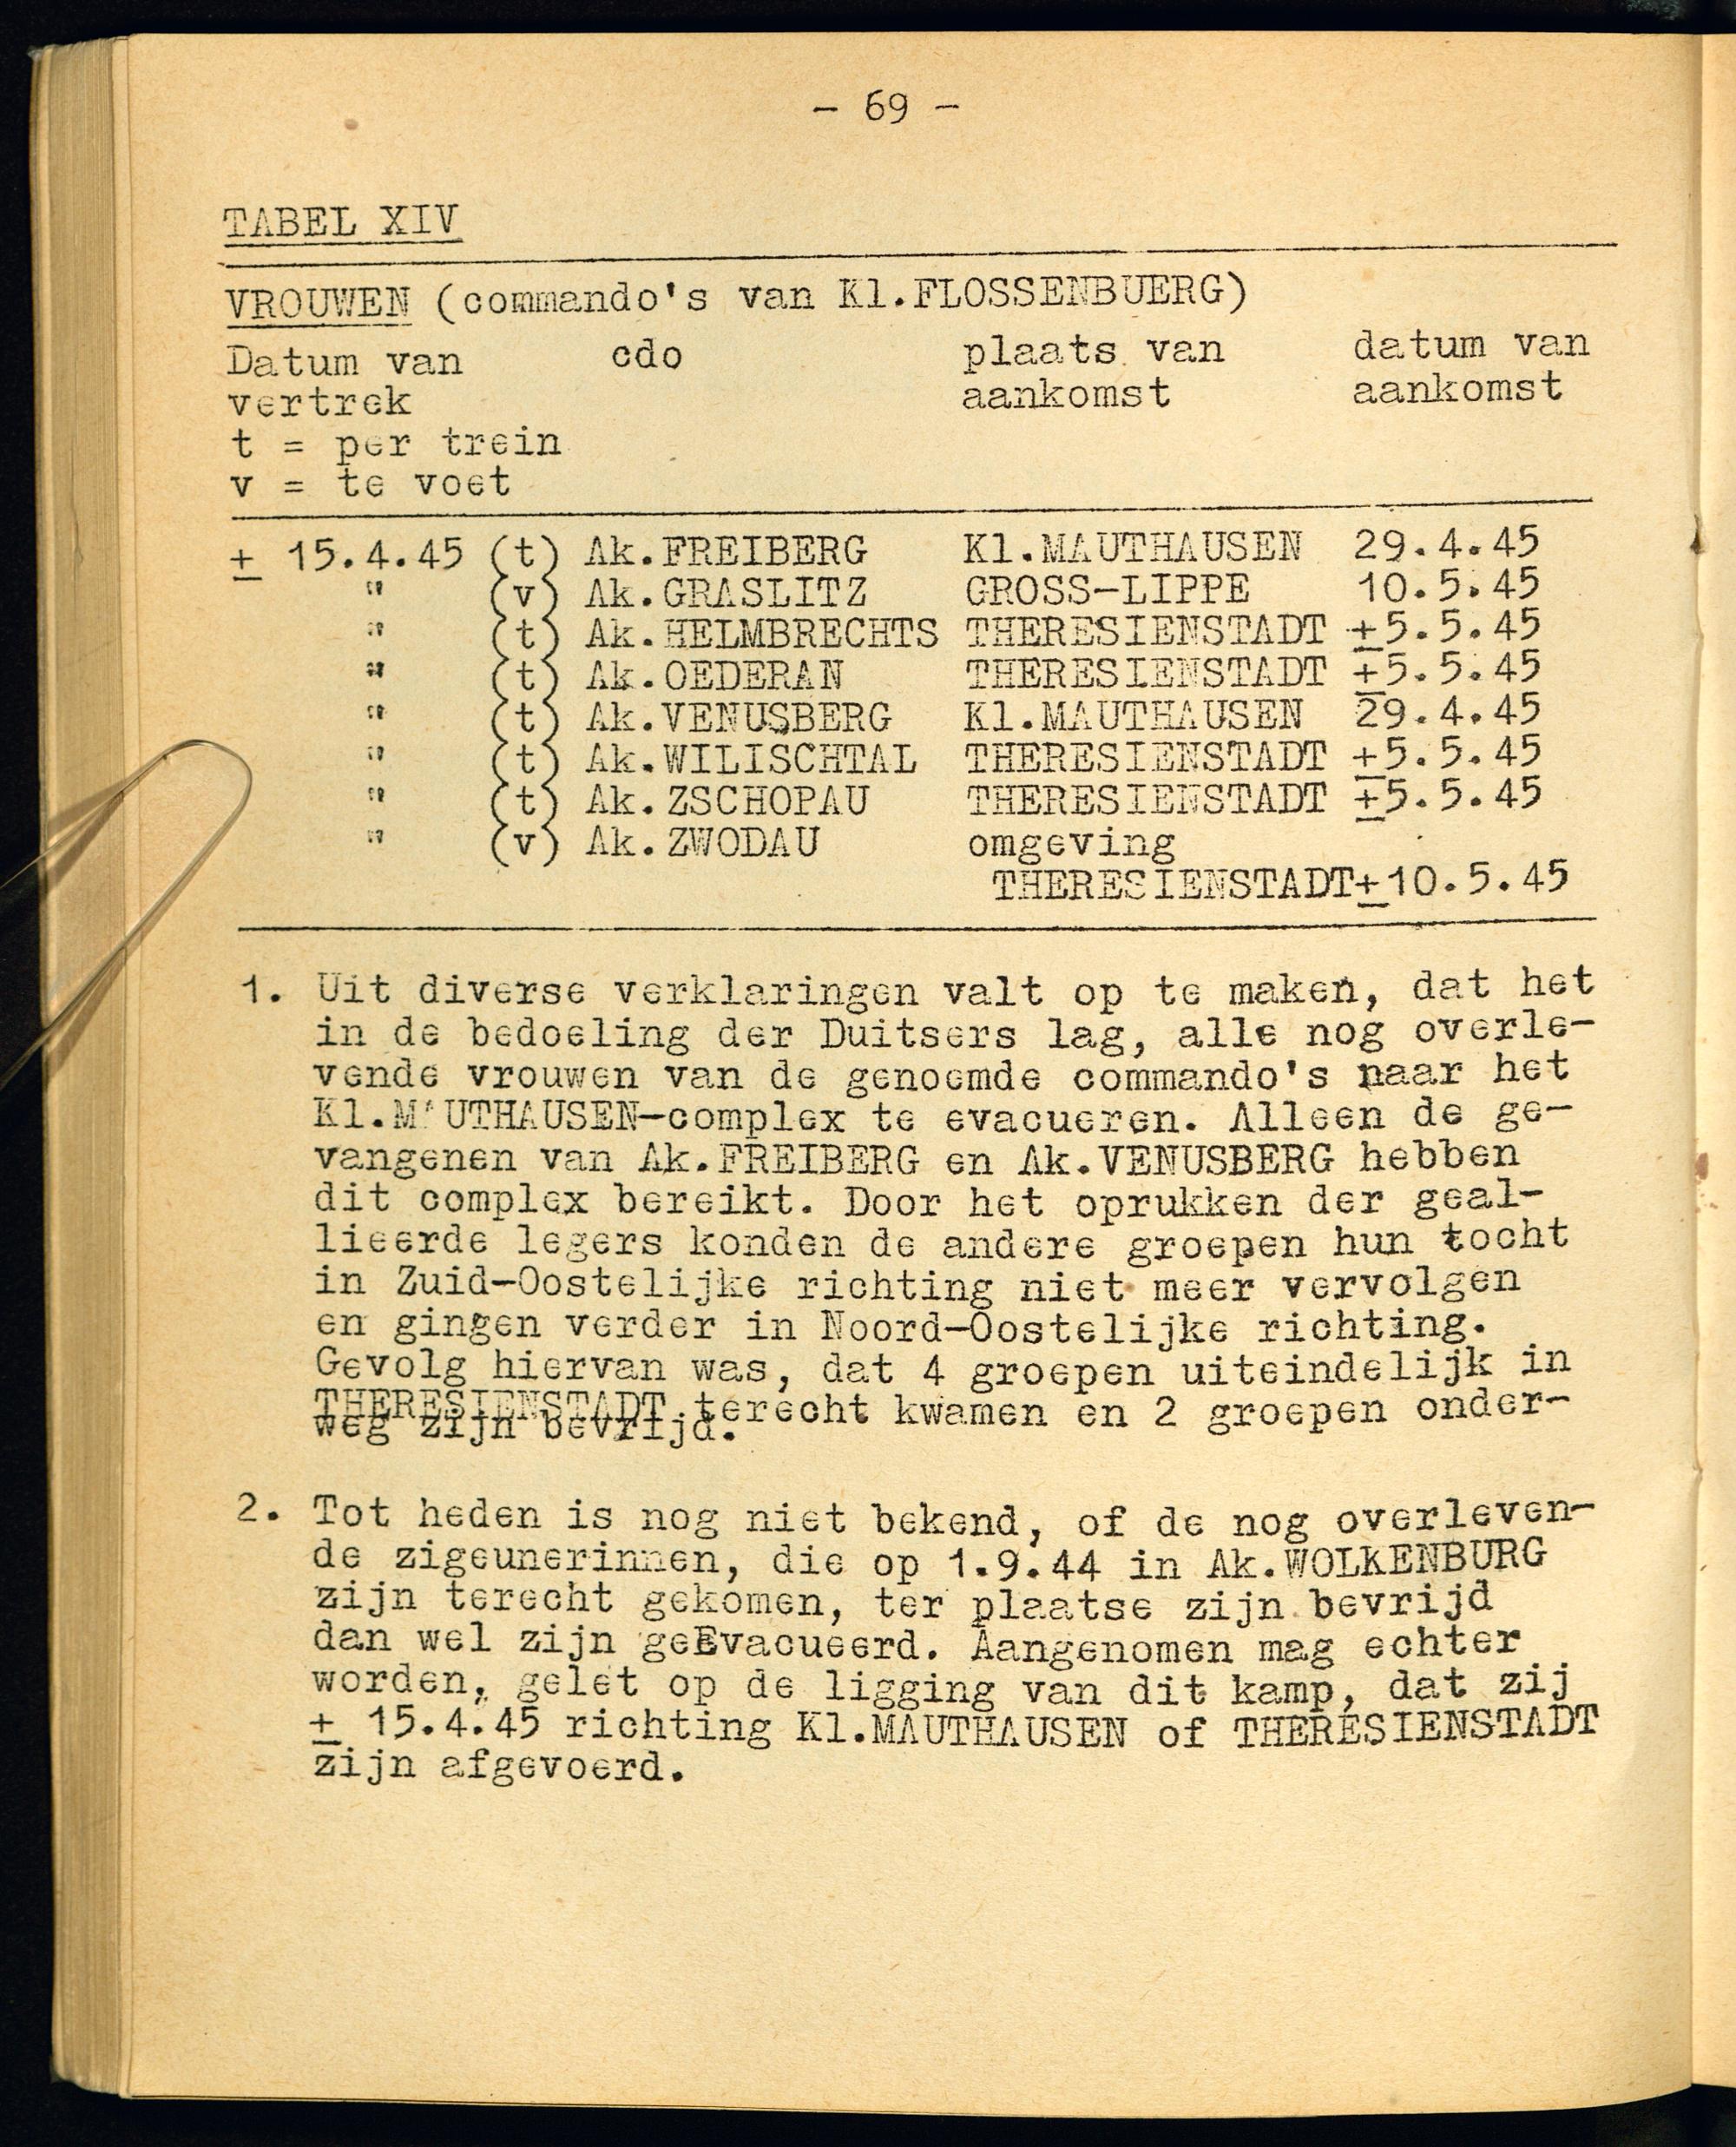 - 69 -
TABEL XIV
VROUWEN (commando's van Kl.FLOSSENBUERG)
Datum van cdo plaats van datum van
vertrek aankomst aankomst
t = per trein
v = te voet
± 15.4.45 (t) Ak.FREIBERG Kl.MAUTHAUSEN 29.4.45
" (v) Ak.GRASLITZ GROSS-LIPPE 10.5.45
" (t) Ak.HELMBRECHTS THERESIENSTADT ±5.5.45
" (t) Ak.OEDERAN THERESIENSTADT ±5.5.45
" (t) Ak.VENUSBERG Kl.MAUTHAUSEN 29.4.45
" (t) Ak.WILISCHTAL THERESIENSTADT ±5.5.45
" (t) Ak.ZSCHOPAU THERESIENSTADT ±5.5.45
" (v) Ak.ZWODAU omgeving
THERESIENSTADT±10.5.45
1. Uit diverse verklaringen valt op te maken, dat het
in de bedoeling der Duitsers lag, alle nog overle-
vende vrouwen van de genoemde commando's naar het
Kl.MAUTHAUSEN-complex te evacueren. Alleen de ge-
vangenen van Ak.FREIBERG en Ak.VENUSBERG hebben
dit complex bereikt. Door het oprukken der geal-
lieerde legers konden de andere groepen hun tocht
in Zuid-Oostelijke richting niet meer vervolgen
en gingen verder in Noord-Oostelijke richting.
Gevolg hiervan was, dat 4 groepen uiteindelijk in
THERESIENSTADT terecht kwamen en 2 groepen onder-
weg zijn bevrijd.
2. Tot heden is nog niet bekend, of de nog overleven-
de zigeunerinnen, die op 1.9.44 in Ak.WOLKENBURG
zijn terecht gekomen, ter plaatse zijn bevrijd
dan wel zijn geEvacueerd. Aangenomen mag echter
worden, gelet op de ligging van dit kamp, dat zij
± 15.4.45 richting Kl.MAUTHAUSEN of THERESIENSTADT
zijn afgevoerd.